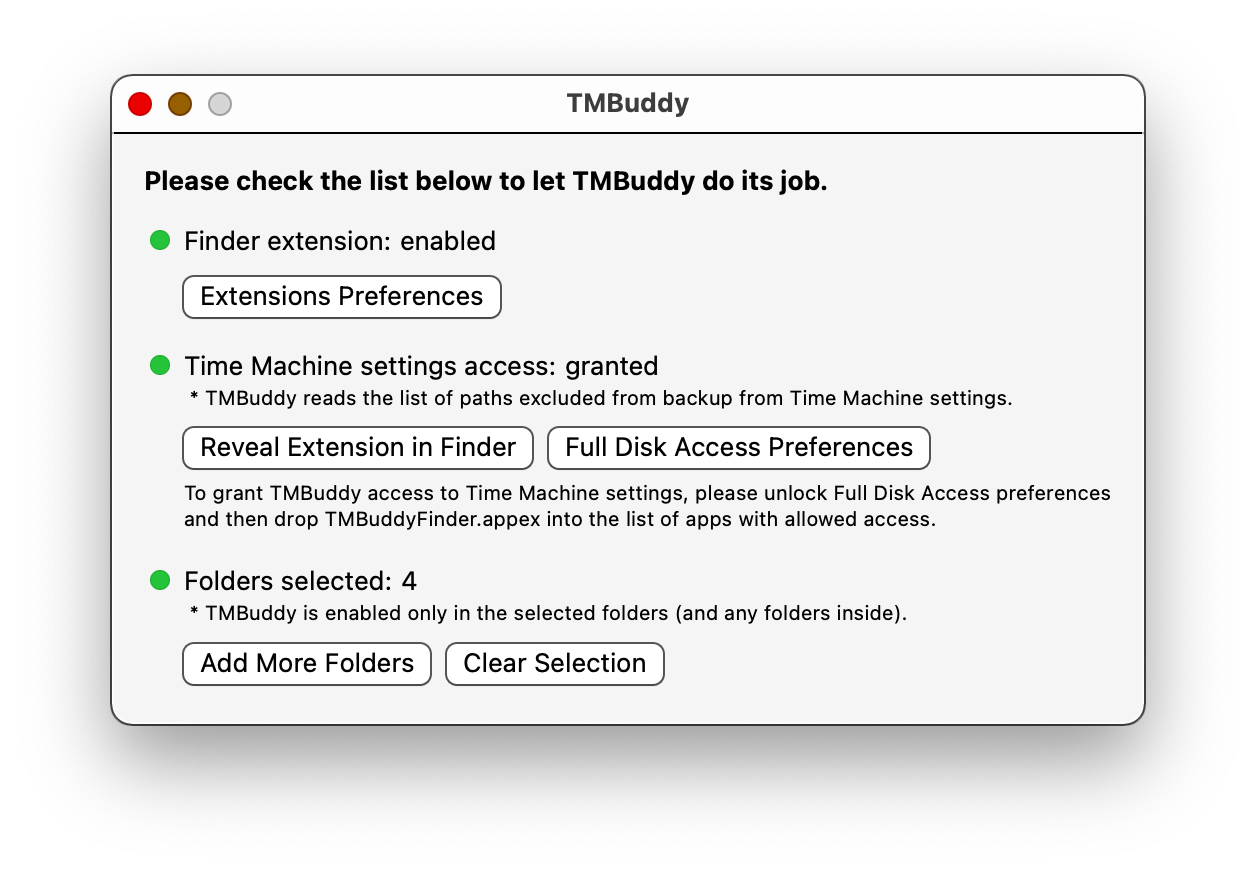 TMBuddy
Please check the list below to let TMBuddy do its job.
Finder extension: enabled
Extensions Preferences
Time Machine settings access: granted
* TMBuddy reads the list of paths excluded from backup from Time Machine settings.
Reveal Extension in Finder
Full Disk Access Preferences
To grant TMBuddy access to Time Machine settings, please unlock Full Disk Access preferences
and then drop TMBuddyFinder.appex into the list of apps with allowed access.
Folders selected: 4
* TMBuddy is enabled only in the selected folders (and any folders inside).
Add More Folders
Clear Selection